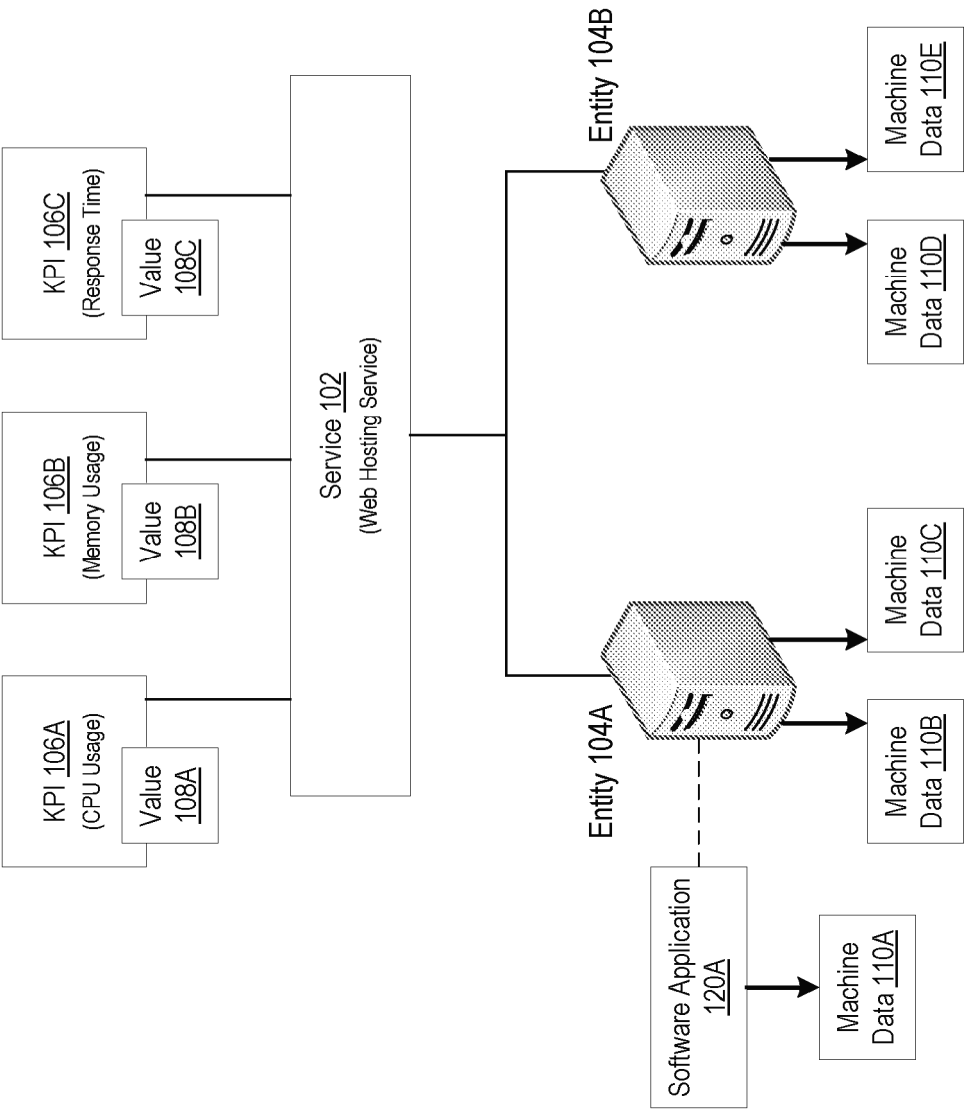 KPI 106A
(CPU Usage)
Value
108A
KPI 106B
(Memory Usage)
Value
108B
KPI 106C
(Response Time)
Value
108C
Service 102
(Web Hosting Service)
Entity 104A
Entity 104B
Software Application
120A
Machine
Data 110A
Machine
Data 110B
Machine
Data 110C
Machine
Data 110D
Machine
Data 110E